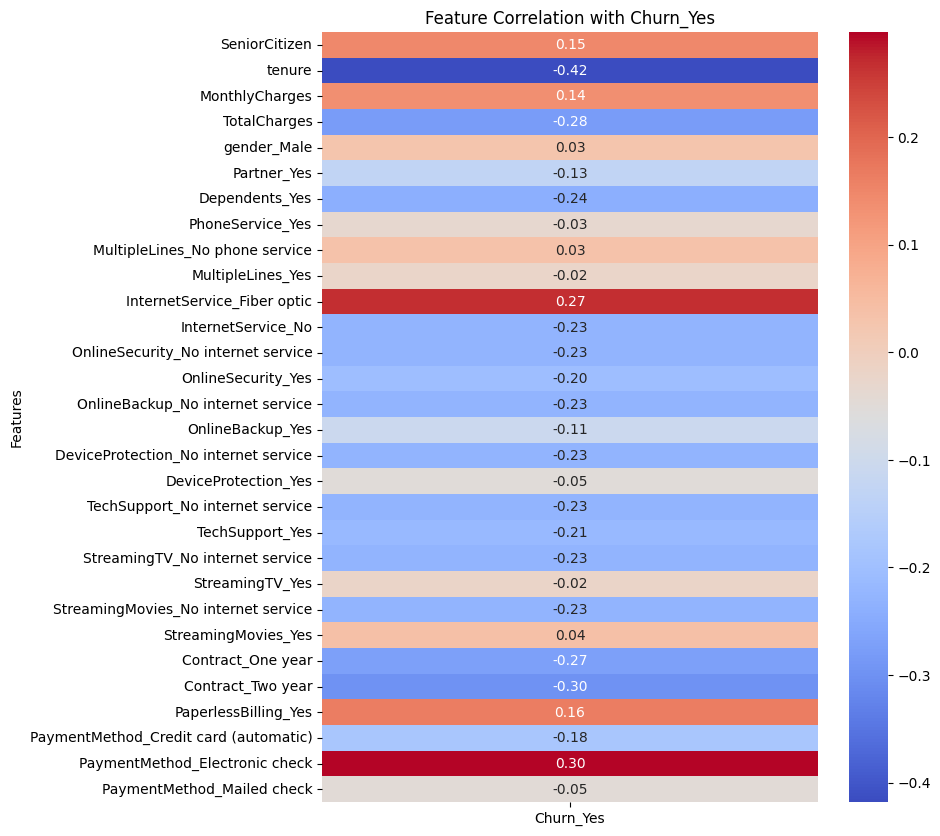 Feature Correlation with Churn_Yes
Features
SeniorCitizen 0.15
tenure -0.42
MonthlyCharges 0.14
TotalCharges -0.28
gender_Male 0.03
Partner_Yes -0.13
Dependents_Yes -0.24
PhoneService_Yes -0.03
MultipleLines_No phone service 0.03
MultipleLines_Yes -0.02
InternetService_Fiber optic 0.27
InternetService_No -0.23
OnlineSecurity_No internet service -0.23
OnlineSecurity_Yes -0.20
OnlineBackup_No internet service -0.23
OnlineBackup_Yes -0.11
DeviceProtection_No internet service -0.23
DeviceProtection_Yes -0.05
TechSupport_No internet service -0.23
TechSupport_Yes -0.21
StreamingTV_No internet service -0.23
StreamingTV_Yes -0.02
StreamingMovies_No internet service -0.23
StreamingMovies_Yes 0.04
Contract_One year -0.27
Contract_Two year -0.30
PaperlessBilling_Yes 0.16
PaymentMethod_Credit card (automatic) -0.18
PaymentMethod_Electronic check 0.30
PaymentMethod_Mailed check -0.05
Churn_Yes
0.2
0.1
0.0
−0.1
−0.2
−0.3
−0.4